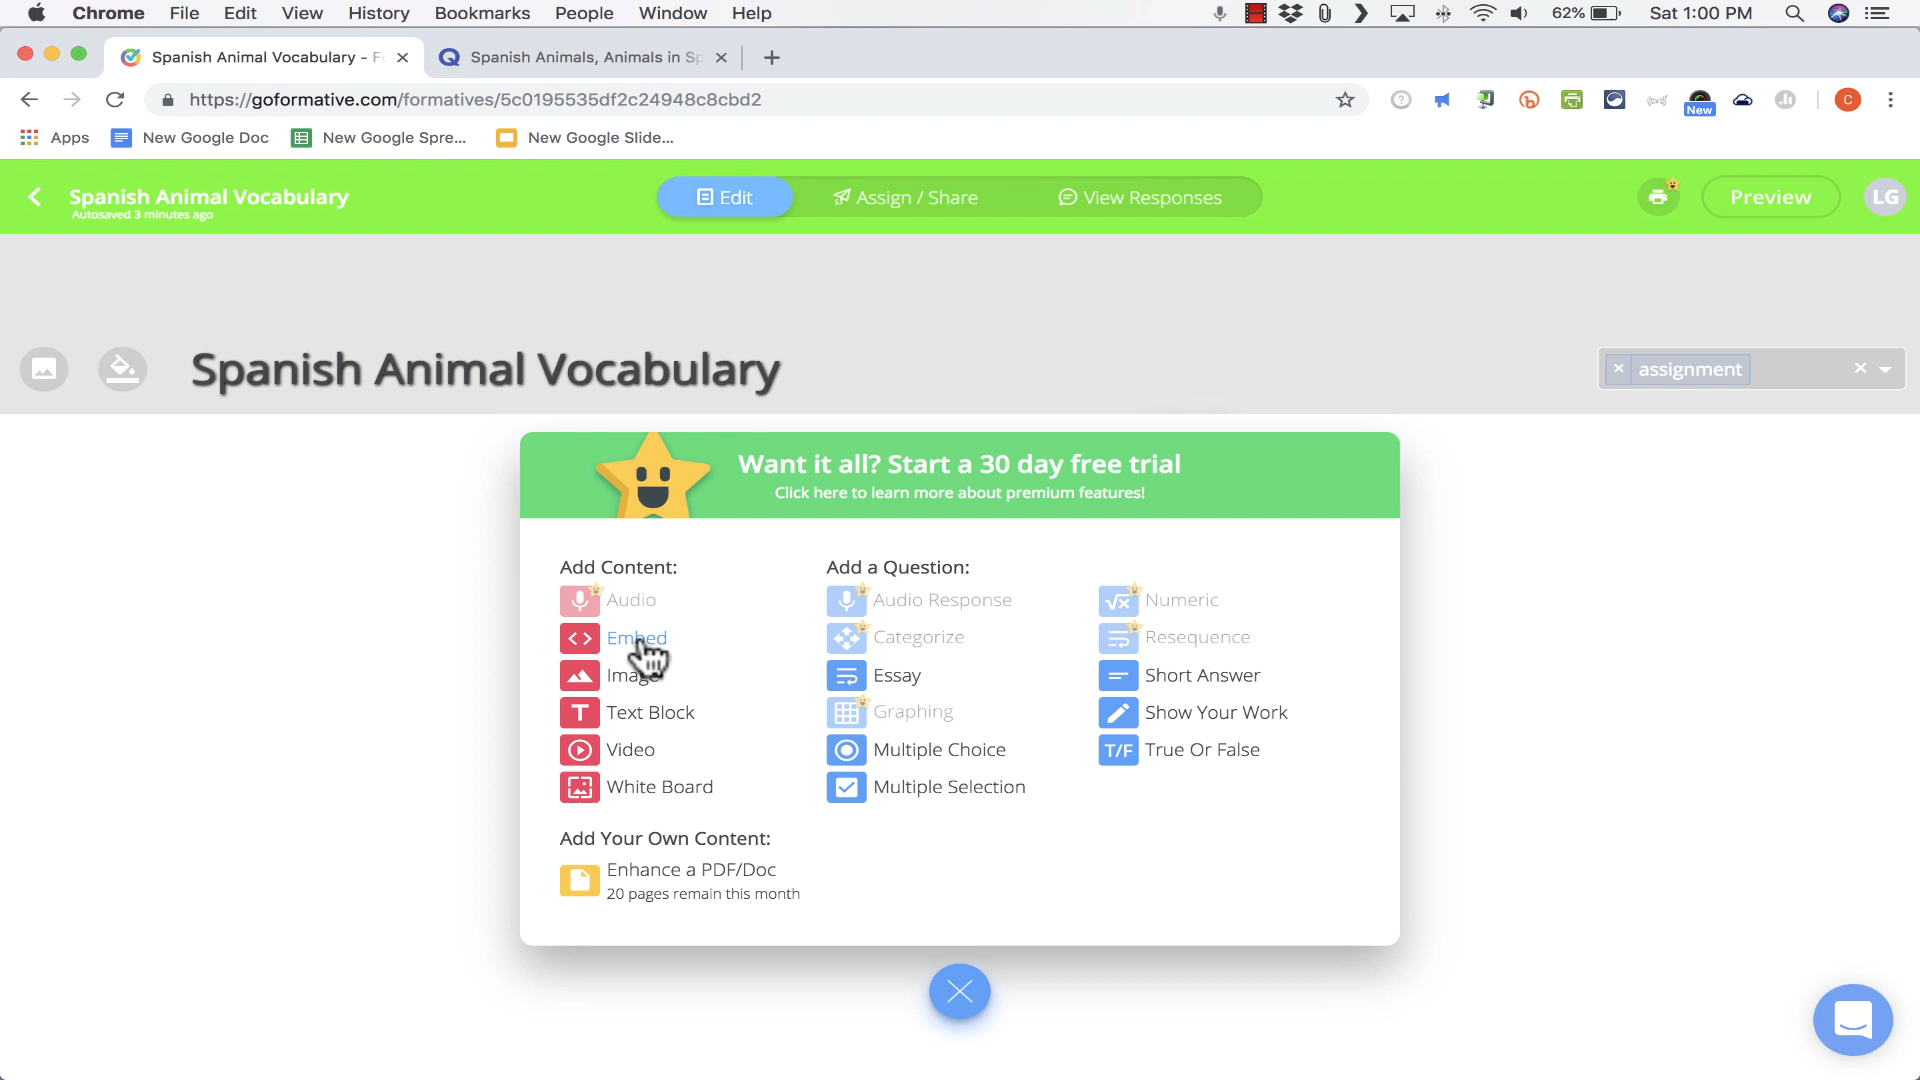 Chrome File Edit View History Bookmarks People Window Help 62% Sat 1:00 PM
Spanish Animal Vocabulary - Fo Spanish Animals, Animals in Sp
https://goformative.com/formatives/5c0195535df2c24948c8cbd2 New C
Apps New Google Doc New Google Spre... New Google Slide...
Spanish Animal Vocabulary Edit Assign / Share View Responses Preview LG
Autosaved 3 minutes ago
Spanish Animal Vocabulary assignment
Want it all? Start a 30 day free trial
Click here to learn more about premium features!
Add Content: Add a Question:
Audio Audio Response Numeric
Embed Categorize Resequence
Image Essay Short Answer
T Text Block Graphing Show Your Work
Video Multiple Choice T/F True Or False
White Board Multiple Selection
Add Your Own Content:
Enhance a PDF/Doc
20 pages remain this month